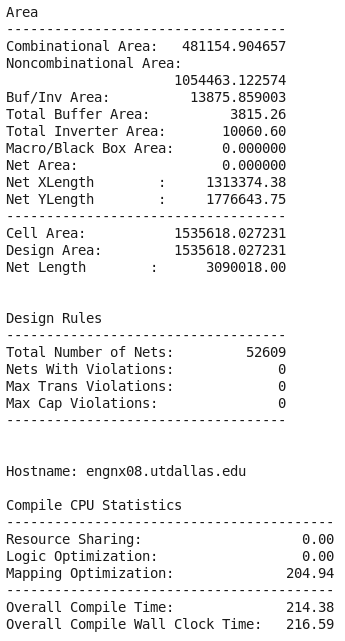 Area
-----------------------------------
Combinational Area:   481154.904657
Noncombinational Area:
                     1054463.122574
Buf/Inv Area:          13875.859003
Total Buffer Area:          3815.26
Total Inverter Area:       10060.60
Macro/Black Box Area:      0.000000
Net Area:                  0.000000
Net XLength        :     1313374.38
Net YLength        :     1776643.75
-----------------------------------
Cell Area:           1535618.027231
Design Area:         1535618.027231
Net Length        :      3090018.00
Design Rules
-----------------------------------
Total Number of Nets:         52609
Nets With Violations:             0
Max Trans Violations:             0
Max Cap Violations:               0
-----------------------------------
Hostname: engnx08.utdallas.edu
Compile CPU Statistics
-----------------------------------------
Resource Sharing:                    0.00
Logic Optimization:                  0.00
Mapping Optimization:              204.94
-----------------------------------------
Overall Compile Time:              214.38
Overall Compile Wall Clock Time:   216.59